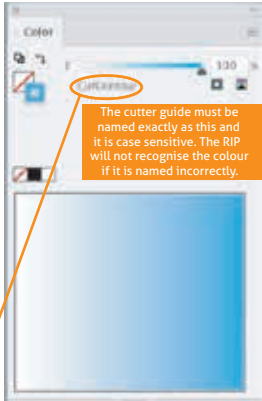 Color
100
CutContour
The cutter guide must be
named exactly as this and
it is case sensitive. The RIP
will not recognise the colour
if it is named incorrectly.